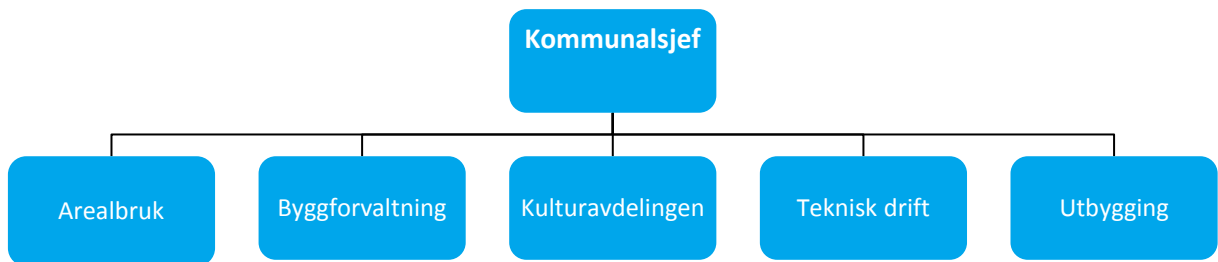 Kommunalsjef
Arealbruk
Byggforvaltning
Kulturavdelingen
Teknisk drift
Utbygging